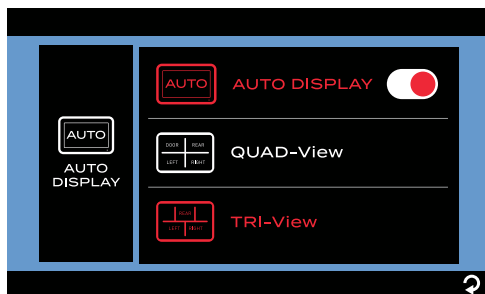 AUTO
AUTO
DISPLAY
AUTO
AUTO DISPLAY
DOOR REAR
LEFT RIGHT
QUAD-View
REAR
LEFT RIGHT
TRI-View